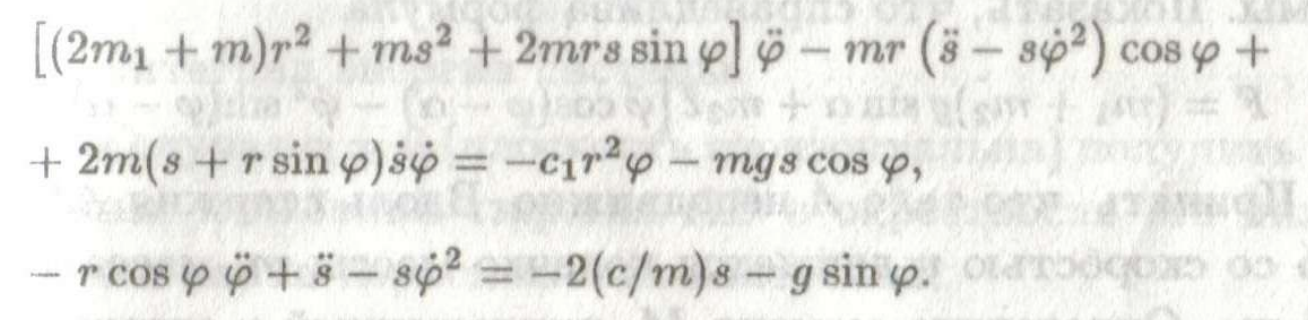 [(2m₁ + m)r² + ms² + 2mrs sin φ] φ̈ − mr (s̈ − sφ̇²) cos φ +
+ 2m(s + r sin φ)ṡφ̇ = −c₁r²φ − mgs cos φ,
− r cos φ φ̈ + s̈ − sφ̇² = −2(c/m)s − g sin φ.